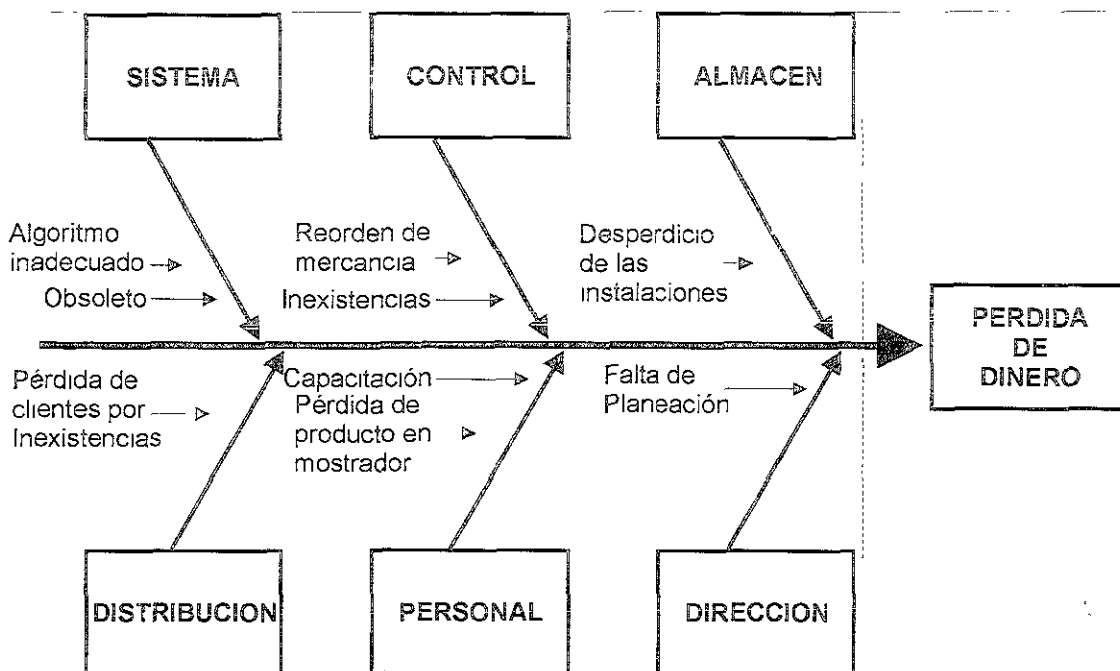 SISTEMA
CONTROL
ALMACEN
Algoritmo
inadecuado
Obsoleto
Reorden de
mercancia
Inexistencias
Desperdicio
de las
instalaciones
PERDIDA
DE
DINERO
Pérdida de
clientes por
Inexistencias
Capacitación
Pérdida de
producto en
mostrador
Falta de
Planeación
DISTRIBUCION
PERSONAL
DIRECCION